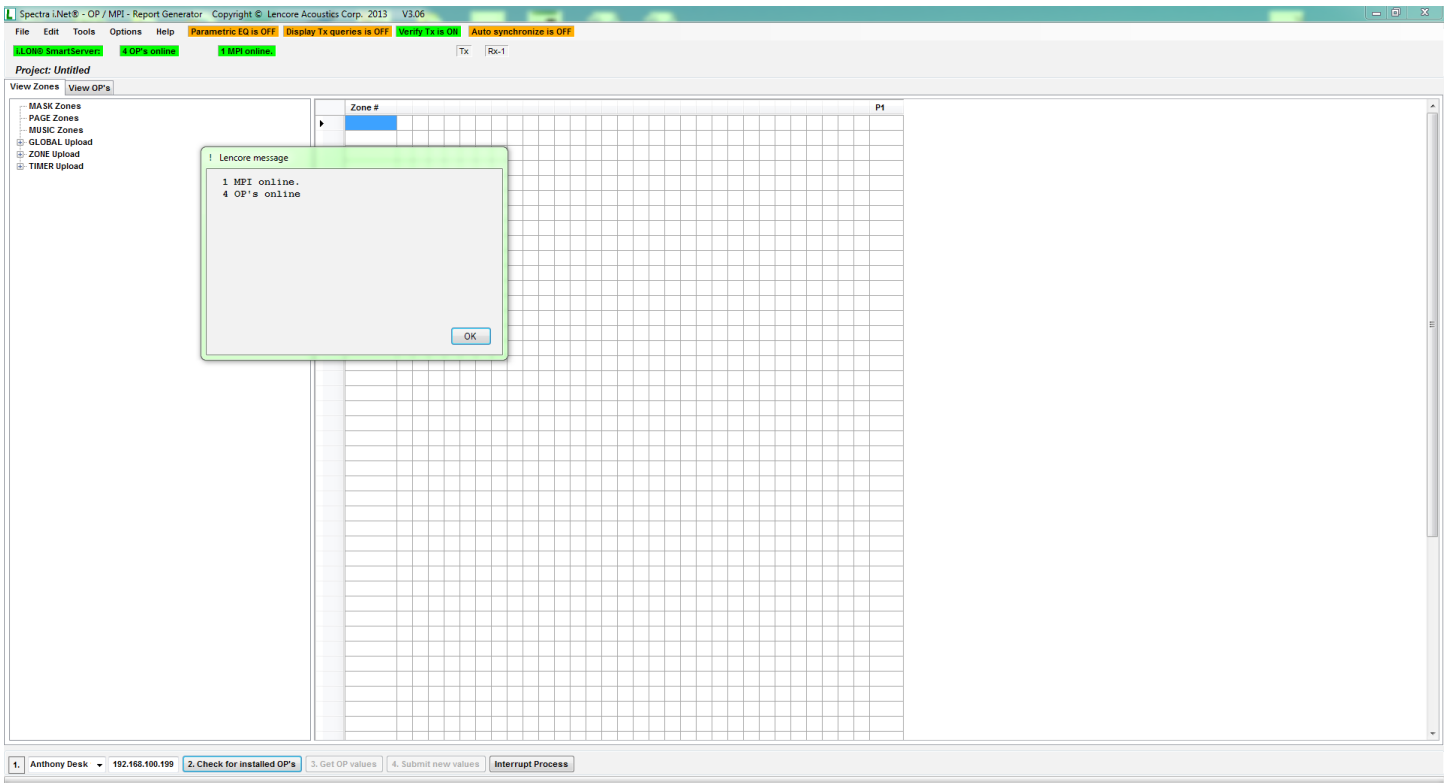 L Spectra i.Net® - OP / MPI - Report Generator Copyright © Lencore Acoustics Corp. 2013 V3.06
File Edit Tools Options Help Parametric EQ is OFF Display Tx queries is OFF Verify Tx is ON Auto synchronize is OFF
i.LON® SmartServer: 4 OP's online 1 MPI online. Tx Rx-1
Project: Untitled
View Zones View OP's
MASK Zones
PAGE Zones
MUSIC Zones
GLOBAL Upload
ZONE Upload
TIMER Upload
Zone # P1
! Lencore message
1 MPI online.
4 OP's online
OK
1. Anthony Desk 192.168.100.199 2. Check for installed OP's 3. Get OP values 4. Submit new values Interrupt Process